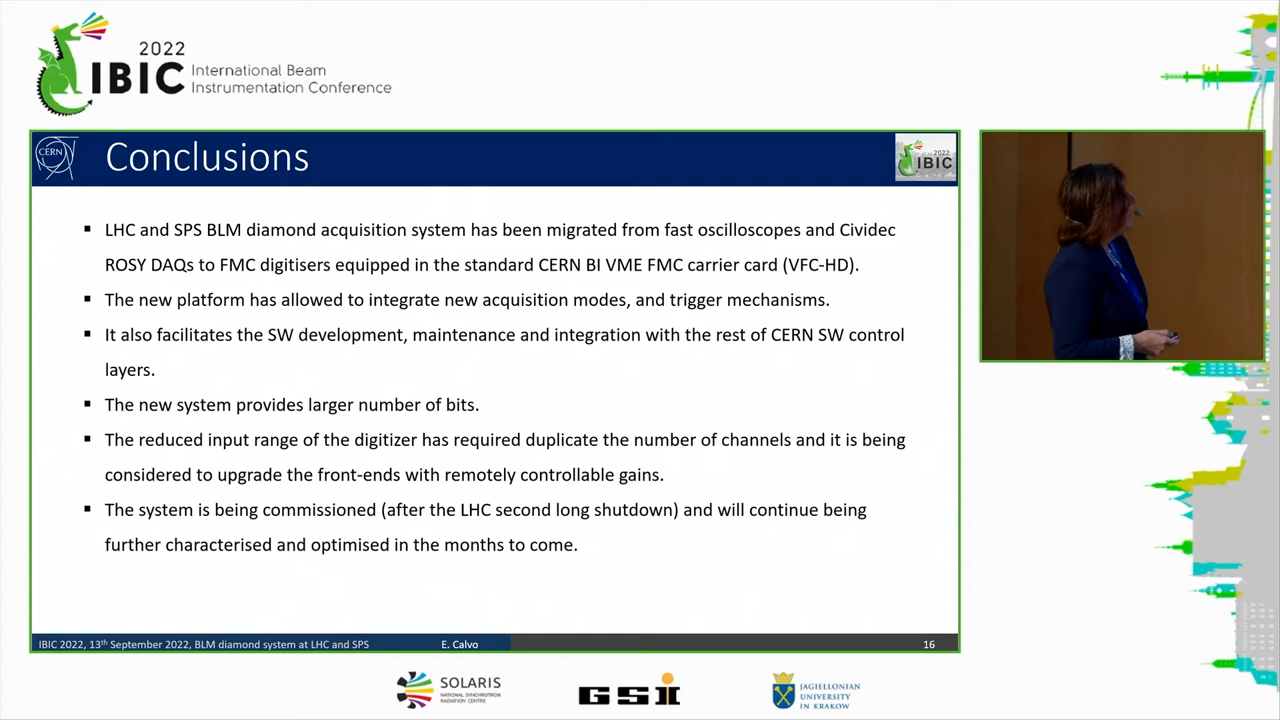 2022
IBIC International Beam
Instrumentation Conference
CERN
Conclusions
2022
IBIC
▪ LHC and SPS BLM diamond acquisition system has been migrated from fast oscilloscopes and Cividec
ROSY DAQs to FMC digitisers equipped in the standard CERN BI VME FMC carrier card (VFC-HD).
▪ The new platform has allowed to integrate new acquisition modes, and trigger mechanisms.
▪ It also facilitates the SW development, maintenance and integration with the rest of CERN SW control
layers.
▪ The new system provides larger number of bits.
▪ The reduced input range of the digitizer has required duplicate the number of channels and it is being
considered to upgrade the front-ends with remotely controllable gains.
▪ The system is being commissioned (after the LHC second long shutdown) and will continue being
further characterised and optimised in the months to come.
IBIC 2022, 13th September 2022, BLM diamond system at LHC and SPS E. Calvo 16
SOLARIS
NATIONAL SYNCHROTRON
RADIATION CENTRE
GSI
JAGIELLONIAN
UNIVERSITY
IN KRAKOW